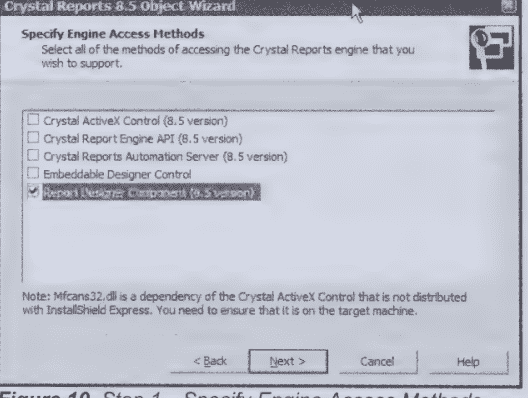 Crystal Reports 8.5 Object Wizard
Specify Engine Access Methods
Select all of the methods of accessing the Crystal Reports engine that you
wish to support.
Crystal ActiveX Control (8.5 version)
Crystal Report Engine API (8.5 version)
Crystal Reports Automation Server (8.5 version)
Embeddable Designer Control
Report Designer Component (8.5 version)
Note: Mfcans32.dll is a dependency of the Crystal ActiveX Control that is not distributed
with InstallShield Express. You need to ensure that it is on the target machine.
< Back Next > Cancel Help
Figure 10. Step 1 - Specify Engine Access Methods